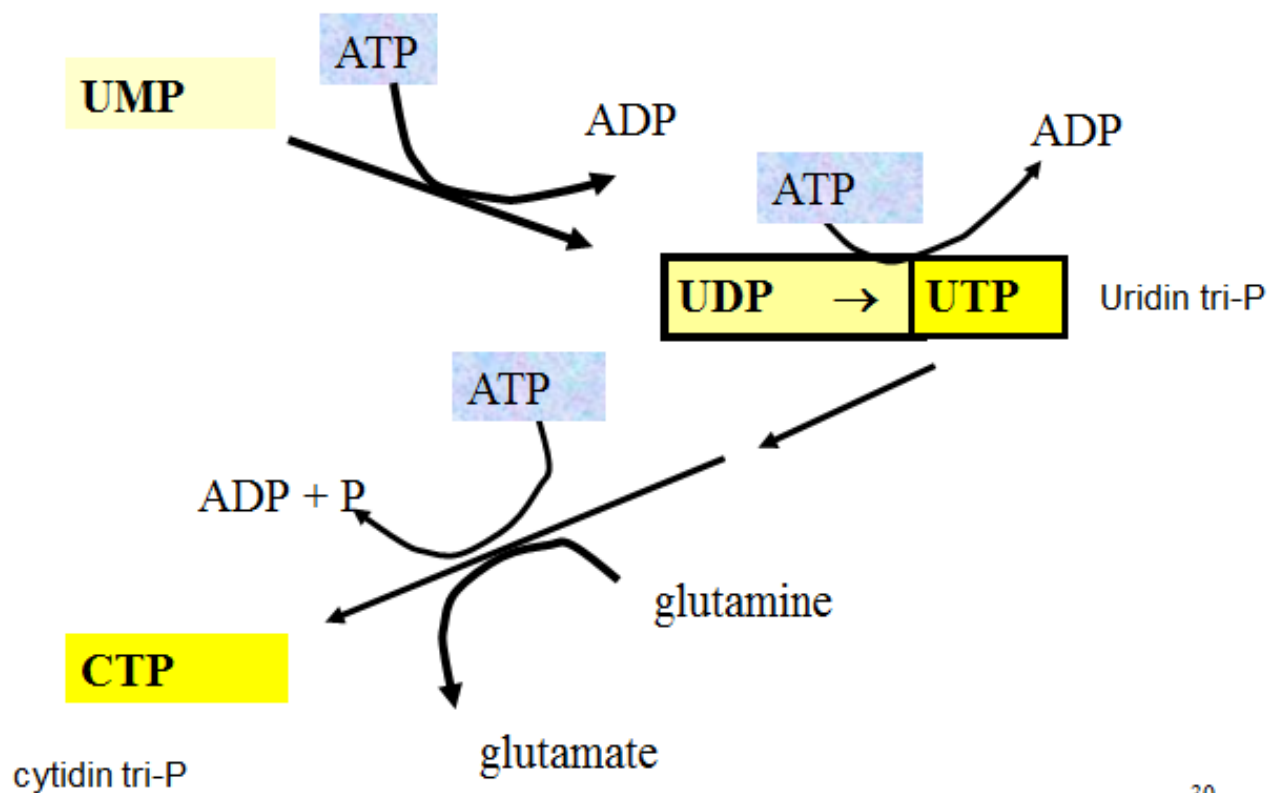 ATP
UMP
ADP
ADP
ATP
UDP → UTP
Uridin tri-P
ATP
ADP + P
glutamine
CTP
glutamate
cytidin tri-P